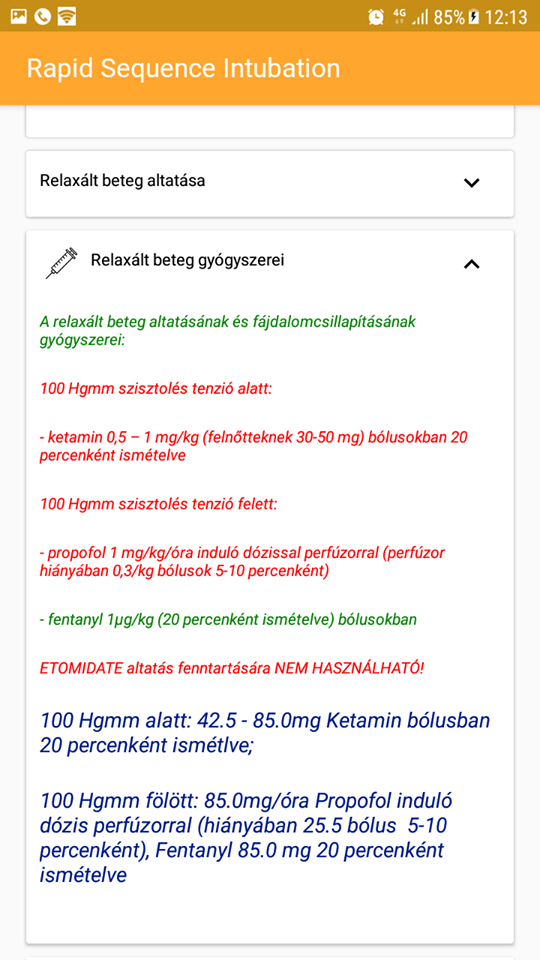 4G 85% 12:13
Rapid Sequence Intubation
Relaxált beteg altatása
Relaxált beteg gyógyszerei
A relaxált beteg altatásának és fájdalomcsillapításának
gyógyszerei:
100 Hgmm szisztolés tenzió alatt:
- ketamin 0,5 – 1 mg/kg (felnőtteknek 30-50 mg) bólusokban 20
percenként ismételve
100 Hgmm szisztolés tenzió felett:
- propofol 1 mg/kg/óra induló dózissal perfúzorral (perfúzor
hiányában 0,3/kg bólusok 5-10 percenként)
- fentanyl 1µg/kg (20 percenként ismételve) bólusokban
ETOMIDATE altatás fenntartására NEM HASZNÁLHATÓ!
100 Hgmm alatt: 42.5 - 85.0mg Ketamin bólusban
20 percenként ismétlve;
100 Hgmm fölött: 85.0mg/óra Propofol induló
dózis perfúzorral (hiányában 25.5 bólus  5-10
percenként), Fentanyl 85.0 mg 20 percenként
ismételve